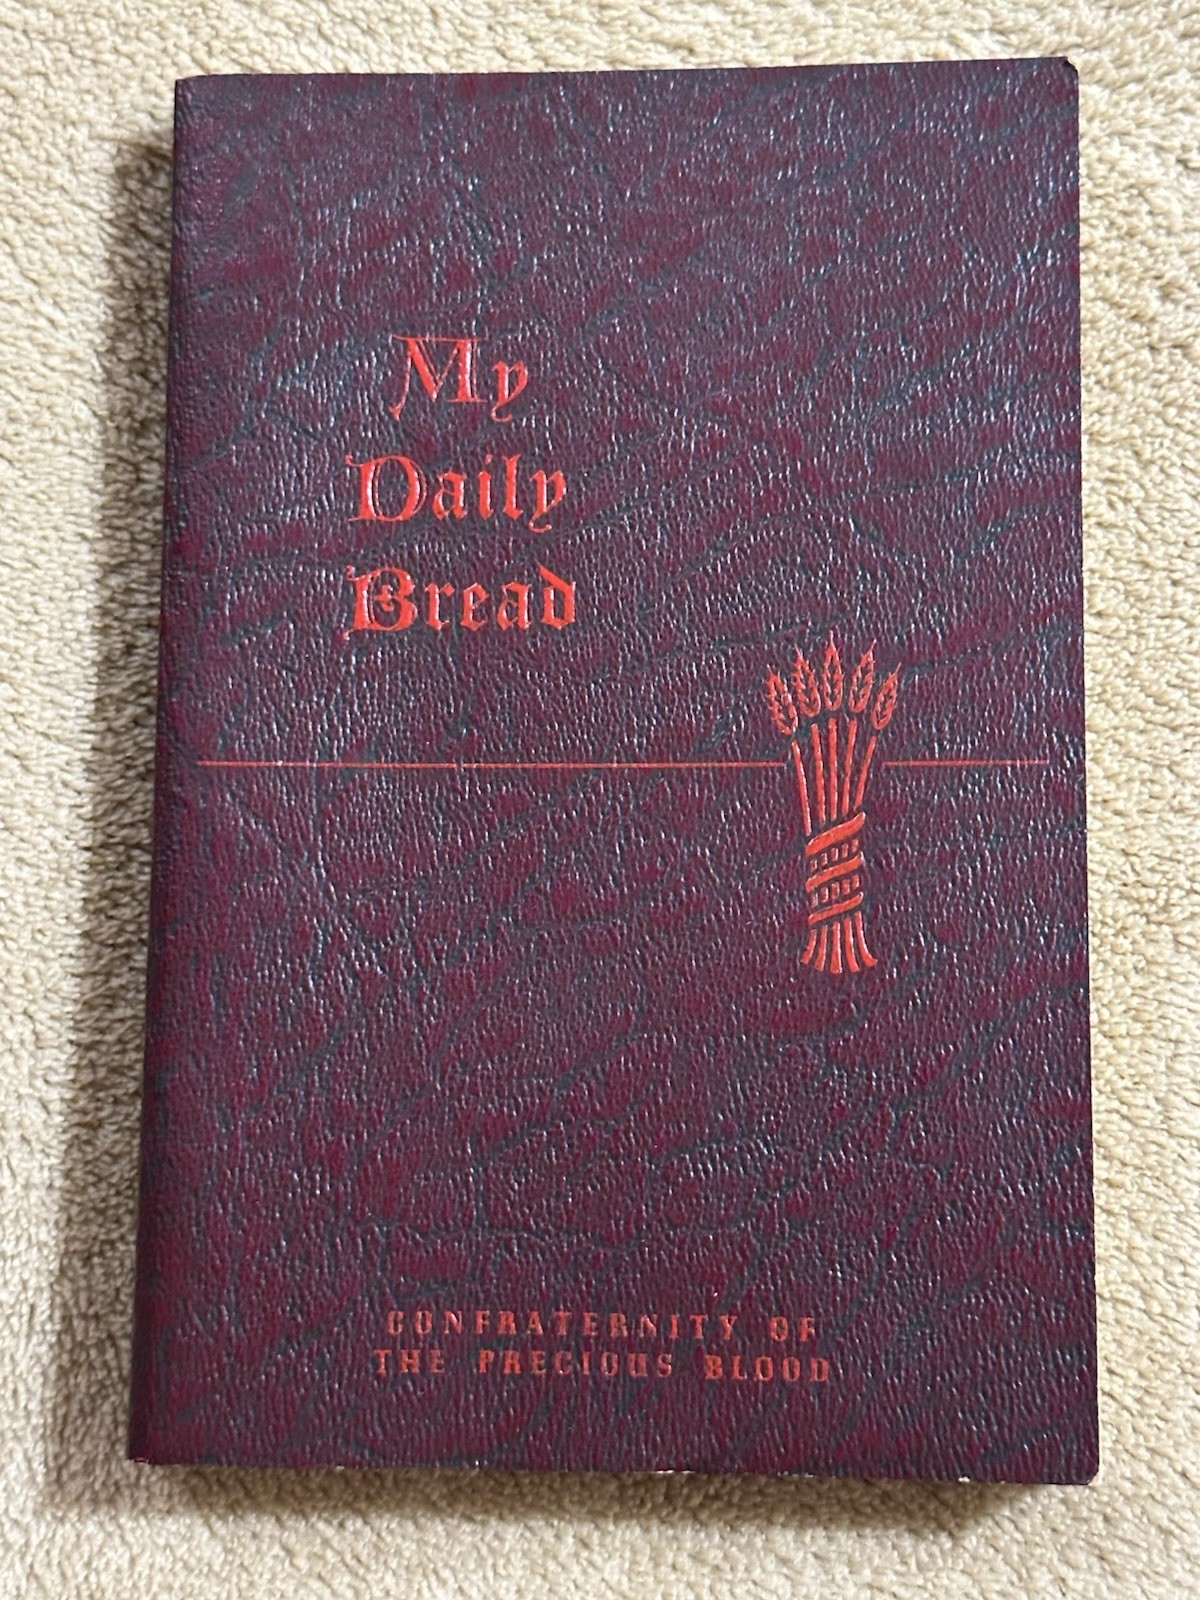 My
Daily
Bread
CONFRATERNITY OF
THE PRECIOUS BLOOD